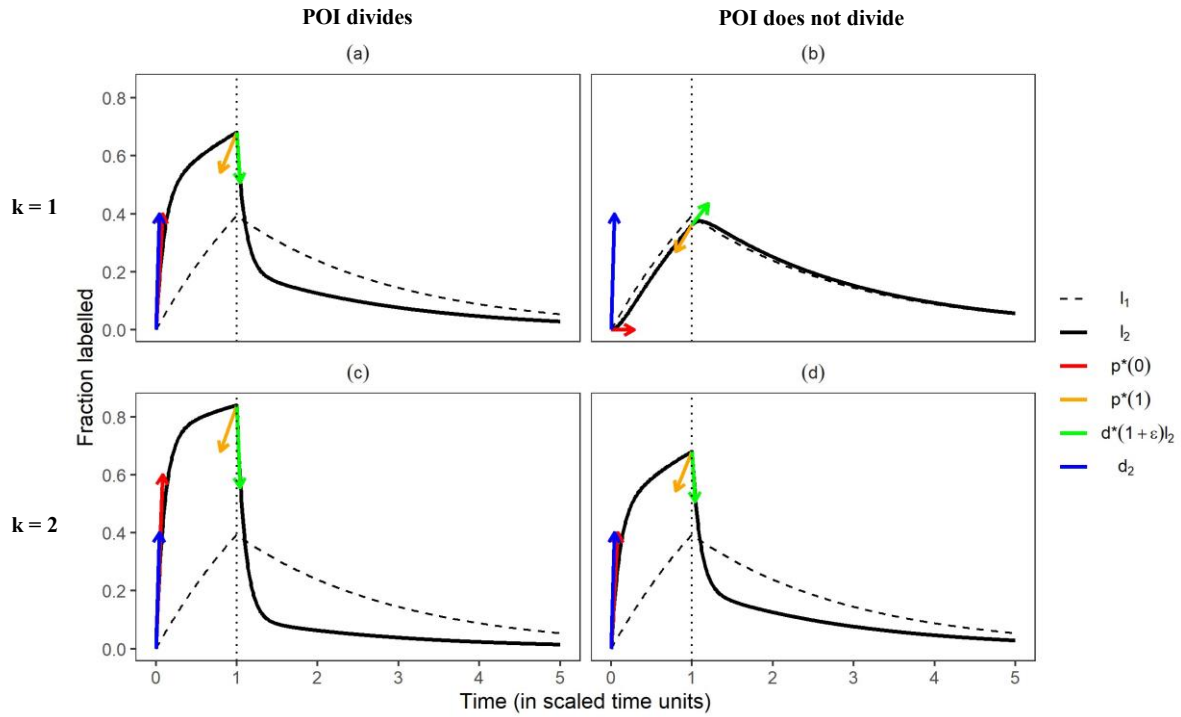 POI divides
POI does not divide
(a)
(b)
k = 1
0.8
0.6
0.4
0.2
0.0
(c)
(d)
k = 2
0.8
0.6
0.4
0.2
0.0
Fraction labelled
0 1 2 3 4 5
0 1 2 3 4 5
Time (in scaled time units)
l₁
l₂
p*(0)
p*(1)
d*(1 + ε)l₂
d₂